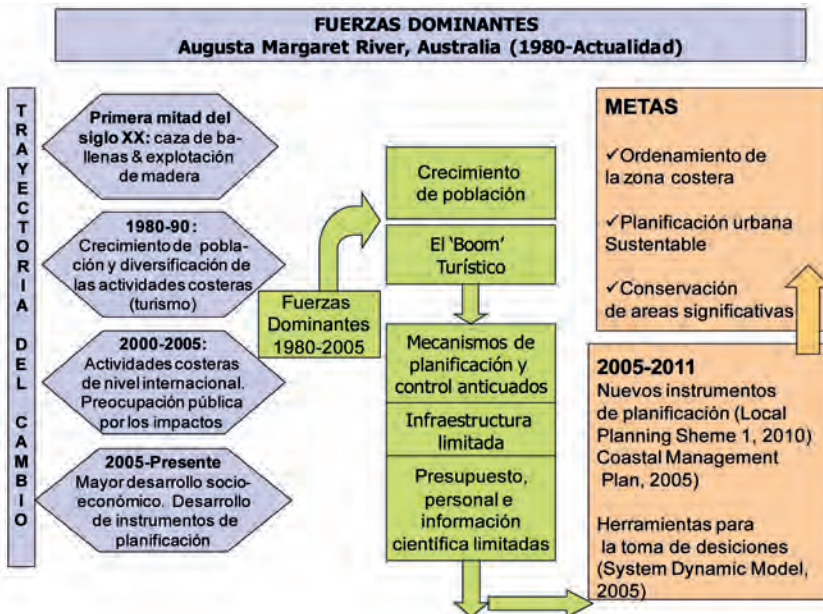 FUERZAS DOMINANTES
Augusta Margaret River, Australia (1980-Actualidad)
TRAYECTORIA DEL CAMBIO
Primera mitad del
siglo XX: caza de ba-
llenas & explotación
de madera
1980-90:
Crecimiento de pobla-
ción y diversificación de
las actividades costeras
(turismo)
2000-2005:
Actividades costeras
de nivel internacional.
Preocupación pública
por los impactos
2005-Presente
Mayor desarrollo socio-
económico. Desarrollo
de instrumentos de
planificación
Fuerzas
Dominantes
1980-2005
Crecimiento
de población
El 'Boom'
Turístico
Mecanismos de
planificación y
control anticuados
Infraestructura
limitada
Presupuesto,
personal e
información
científica limitadas
METAS
✓Ordenamiento de
la zona costera
✓Planificación urbana
Sustentable
✓Conservación
de areas significativas
2005-2011
Nuevos instrumentos
de planificación (Local
Planning Sheme 1, 2010)
Coastal Management
Plan, 2005)
Herramientas para
la toma de desiciones
(System Dynamic Model,
2005)